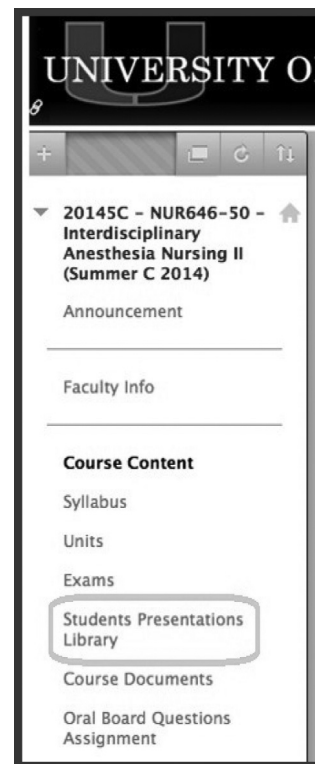 UNIVERSITY O
20145C – NUR646–50 –
Interdisciplinary
Anesthesia Nursing II
(Summer C 2014)
Announcement
Faculty Info
Course Content
Syllabus
Units
Exams
Students Presentations
Library
Course Documents
Oral Board Questions
Assignment